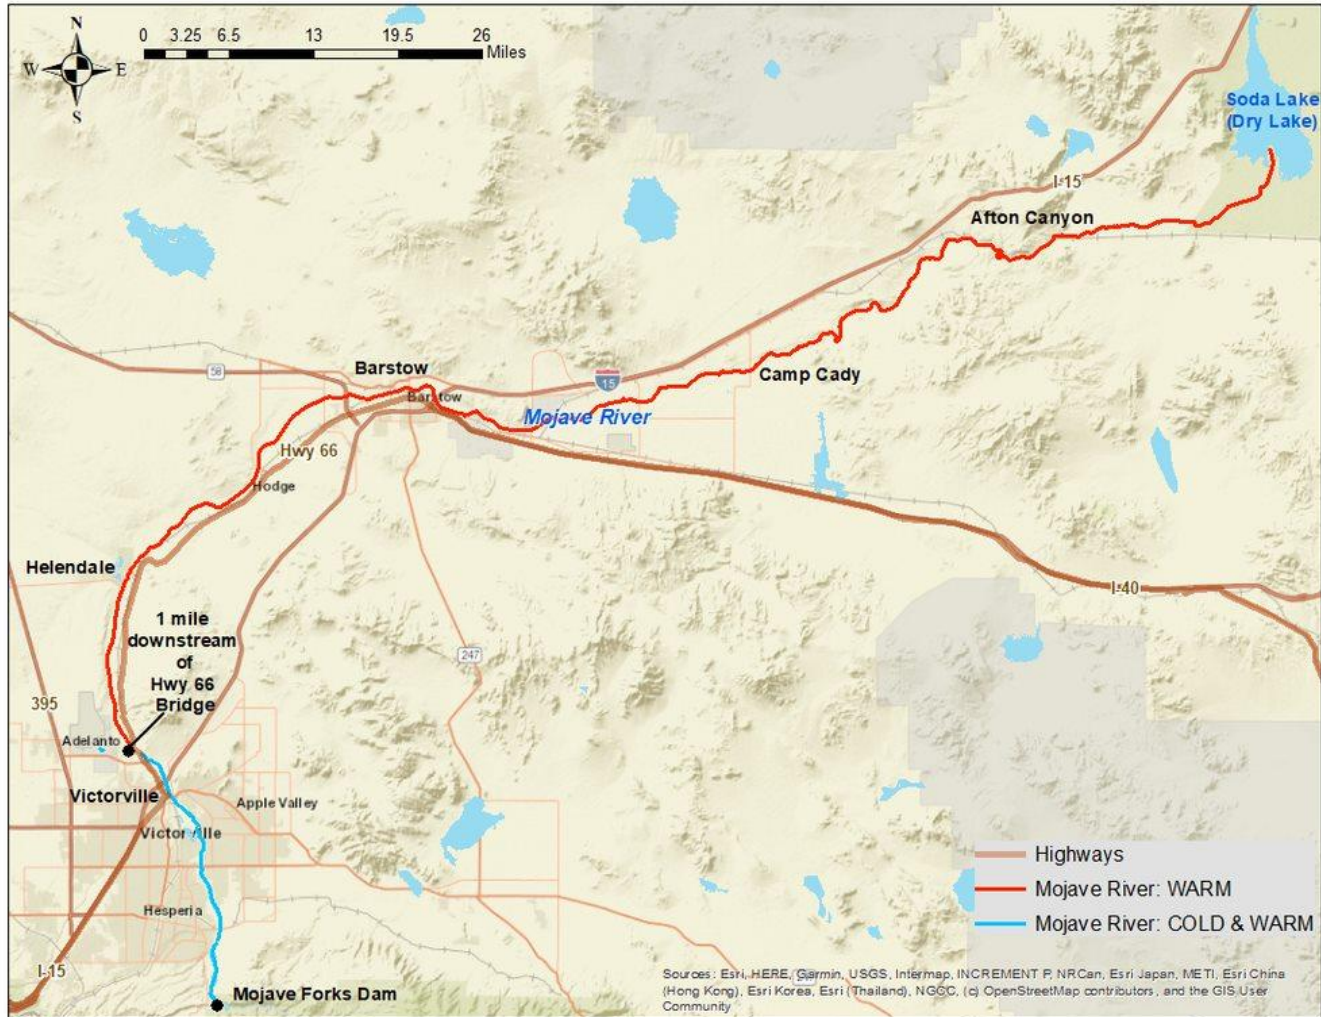 N
W E
S
0 3.25 6.5 13 19.5 26
Miles
Soda Lake
(Dry Lake)
I-15
Afton Canyon
58
Barstow
Barstow
15
Camp Cady
Mojave River
Hwy 66
Hodge
Helendale
I-40
1 mile
downstream
of
Hwy 66
Bridge
247
395
Adelanto
Victorville
Apple Valley
Hesperia
I-15
Mojave Forks Dam
Highways
Mojave River: WARM
Mojave River: COLD & WARM
Sources: Esri, HERE, Garmin, USGS, Intermap, INCREMENT P, NRCan, Esri Japan, METI, Esri China
(Hong Kong), Esri Korea, Esri (Thailand), NGCC, (c) OpenStreetMap contributors, and the GIS User
Community